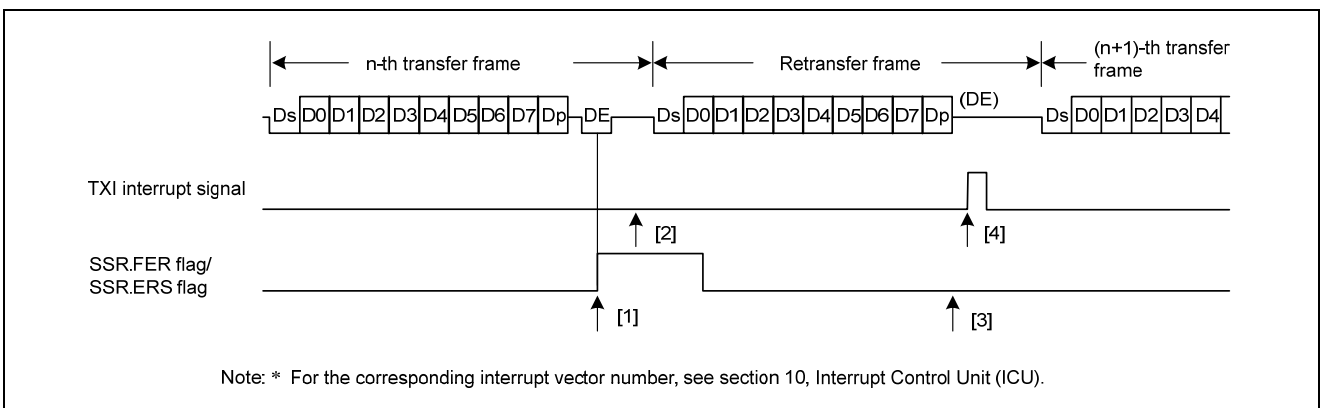 n-th transfer frame
Retransfer frame
(n+1)-th transfer
frame
Ds D0 D1 D2 D3 D4 D5 D6 D7 Dp DE Ds D0 D1 D2 D3 D4 D5 D6 D7 Dp (DE) Ds D0 D1 D2 D3 D4
TXI interrupt signal
[2]
[4]
SSR.FER flag/
SSR.ERS flag
[1]
[3]
Note: * For the corresponding interrupt vector number, see section 10, Interrupt Control Unit (ICU).